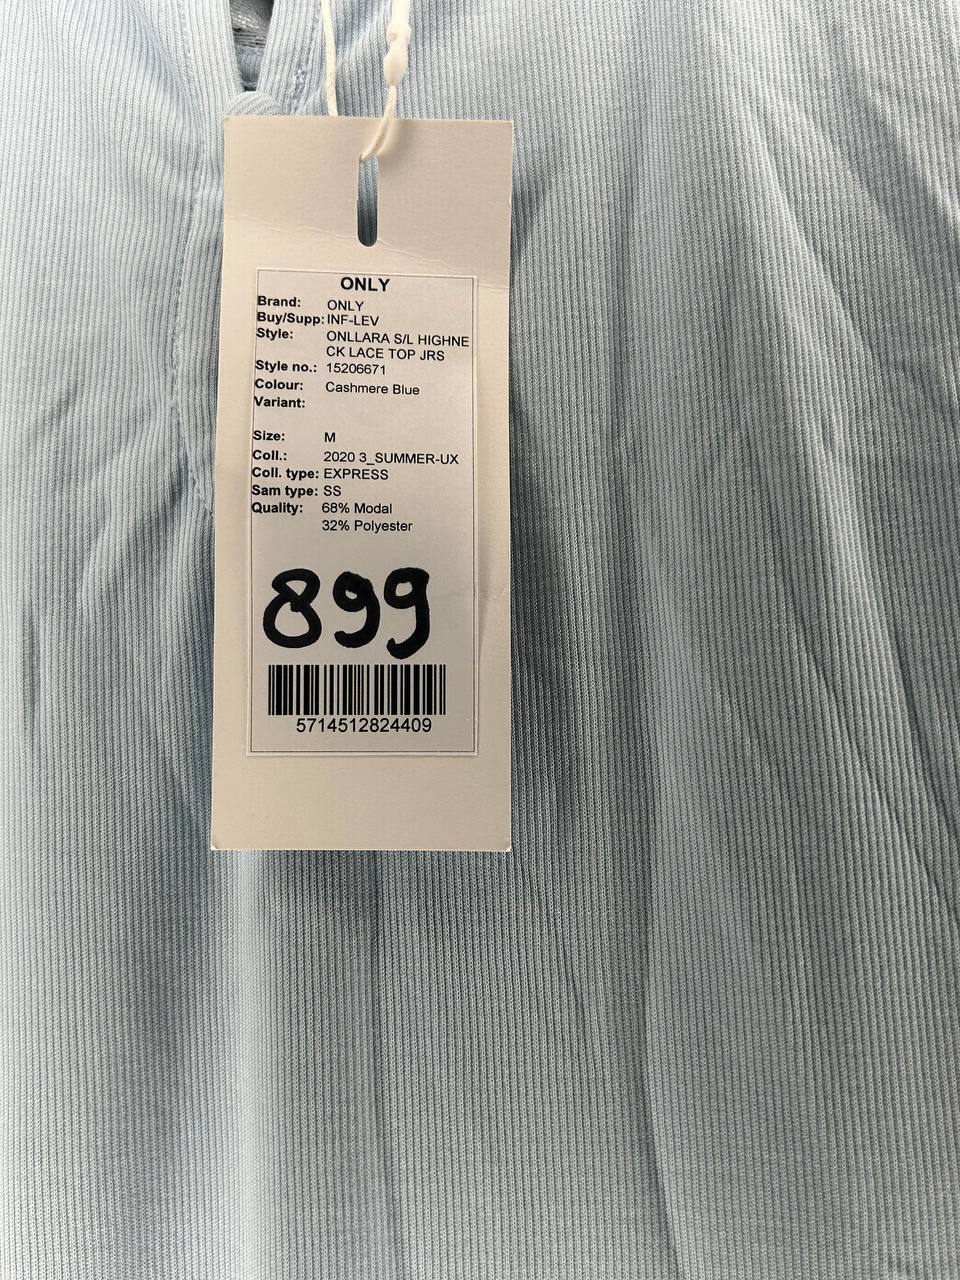 ONLY
Brand: ONLY
Buy/Supp: INF-LEV
Style: ONLLARA S/L HIGHNE
CK LACE TOP JRS
Style no.: 15206671
Colour: Cashmere Blue
Variant:
Size: M
Coll.: 2020 3_SUMMER-UX
Coll. type: EXPRESS
Sam type: SS
Quality: 68% Modal
32% Polyester
899
5714512824409